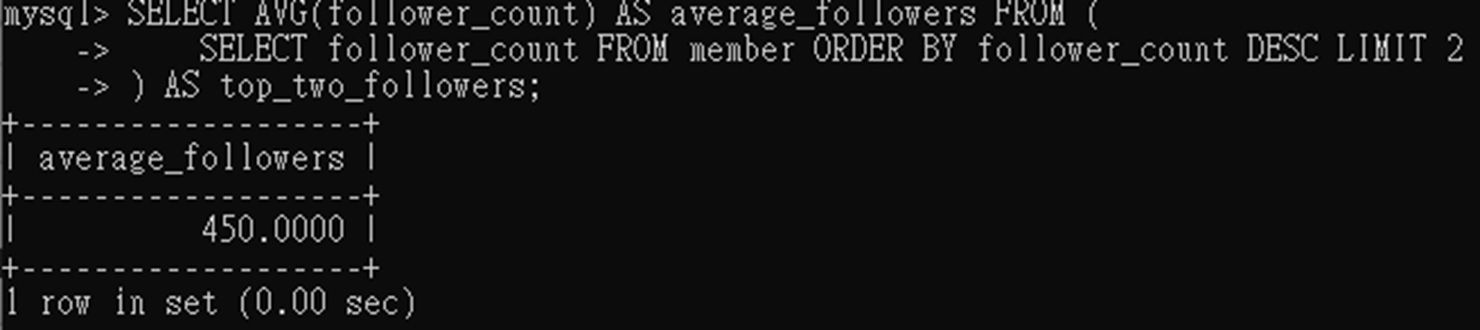 mysql> SELECT AVG(follower_count) AS average_followers FROM (
    ->     SELECT follower_count FROM member ORDER BY follower_count DESC LIMIT 2
    -> ) AS top_two_followers;
+-------------------+
| average_followers |
+-------------------+
|          450.0000 |
+-------------------+
1 row in set (0.00 sec)